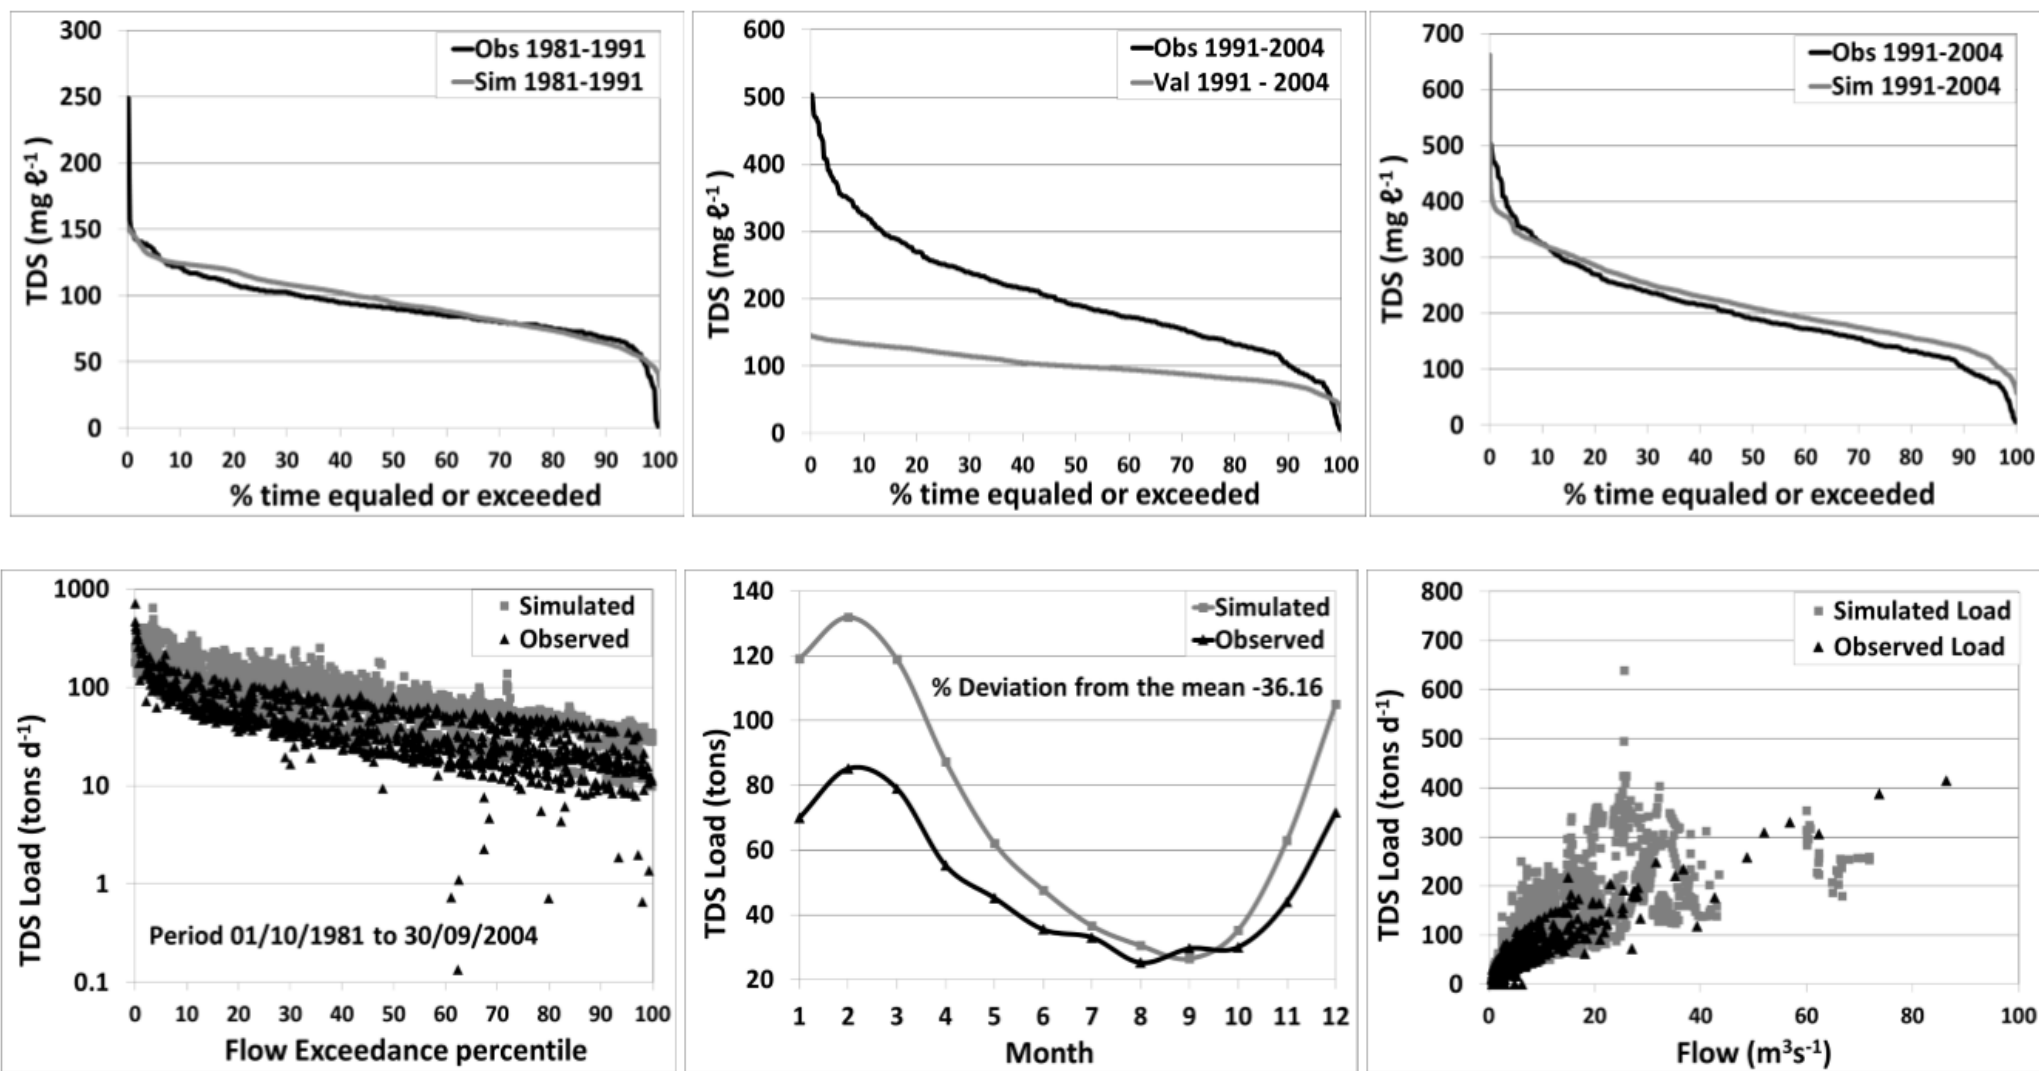 300
250
200
150
100
50
0
TDS (mg ℓ⁻¹ )
Obs 1981-1991
Sim 1981-1991
0 10 20 30 40 50 60 70 80 90 100
% time equaled or exceeded
600
500
400
300
200
100
0
TDS (mg ℓ⁻¹ )
Obs 1991-2004
Val 1991 - 2004
0 10 20 30 40 50 60 70 80 90 100
% time equaled or exceeded
700
600
500
400
300
200
100
0
TDS (mg ℓ⁻¹ )
Obs 1991-2004
Sim 1991-2004
0 10 20 30 40 50 60 70 80 90 100
% time equaled or exceeded
1000
100
10
1
0.1
TDS Load (tons d⁻¹)
Simulated
Observed
Period 01/10/1981 to 30/09/2004
0 10 20 30 40 50 60 70 80 90 100
Flow Exceedance percentile
140
120
100
80
60
40
20
TDS Load (tons)
Simulated
Observed
% Deviation from the mean -36.16
1 2 3 4 5 6 7 8 9 10 11 12
Month
800
700
600
500
400
300
200
100
0
TDS Load (tons d⁻¹)
Simulated Load
Observed Load
0 20 40 60 80 100
Flow (m³s⁻¹)